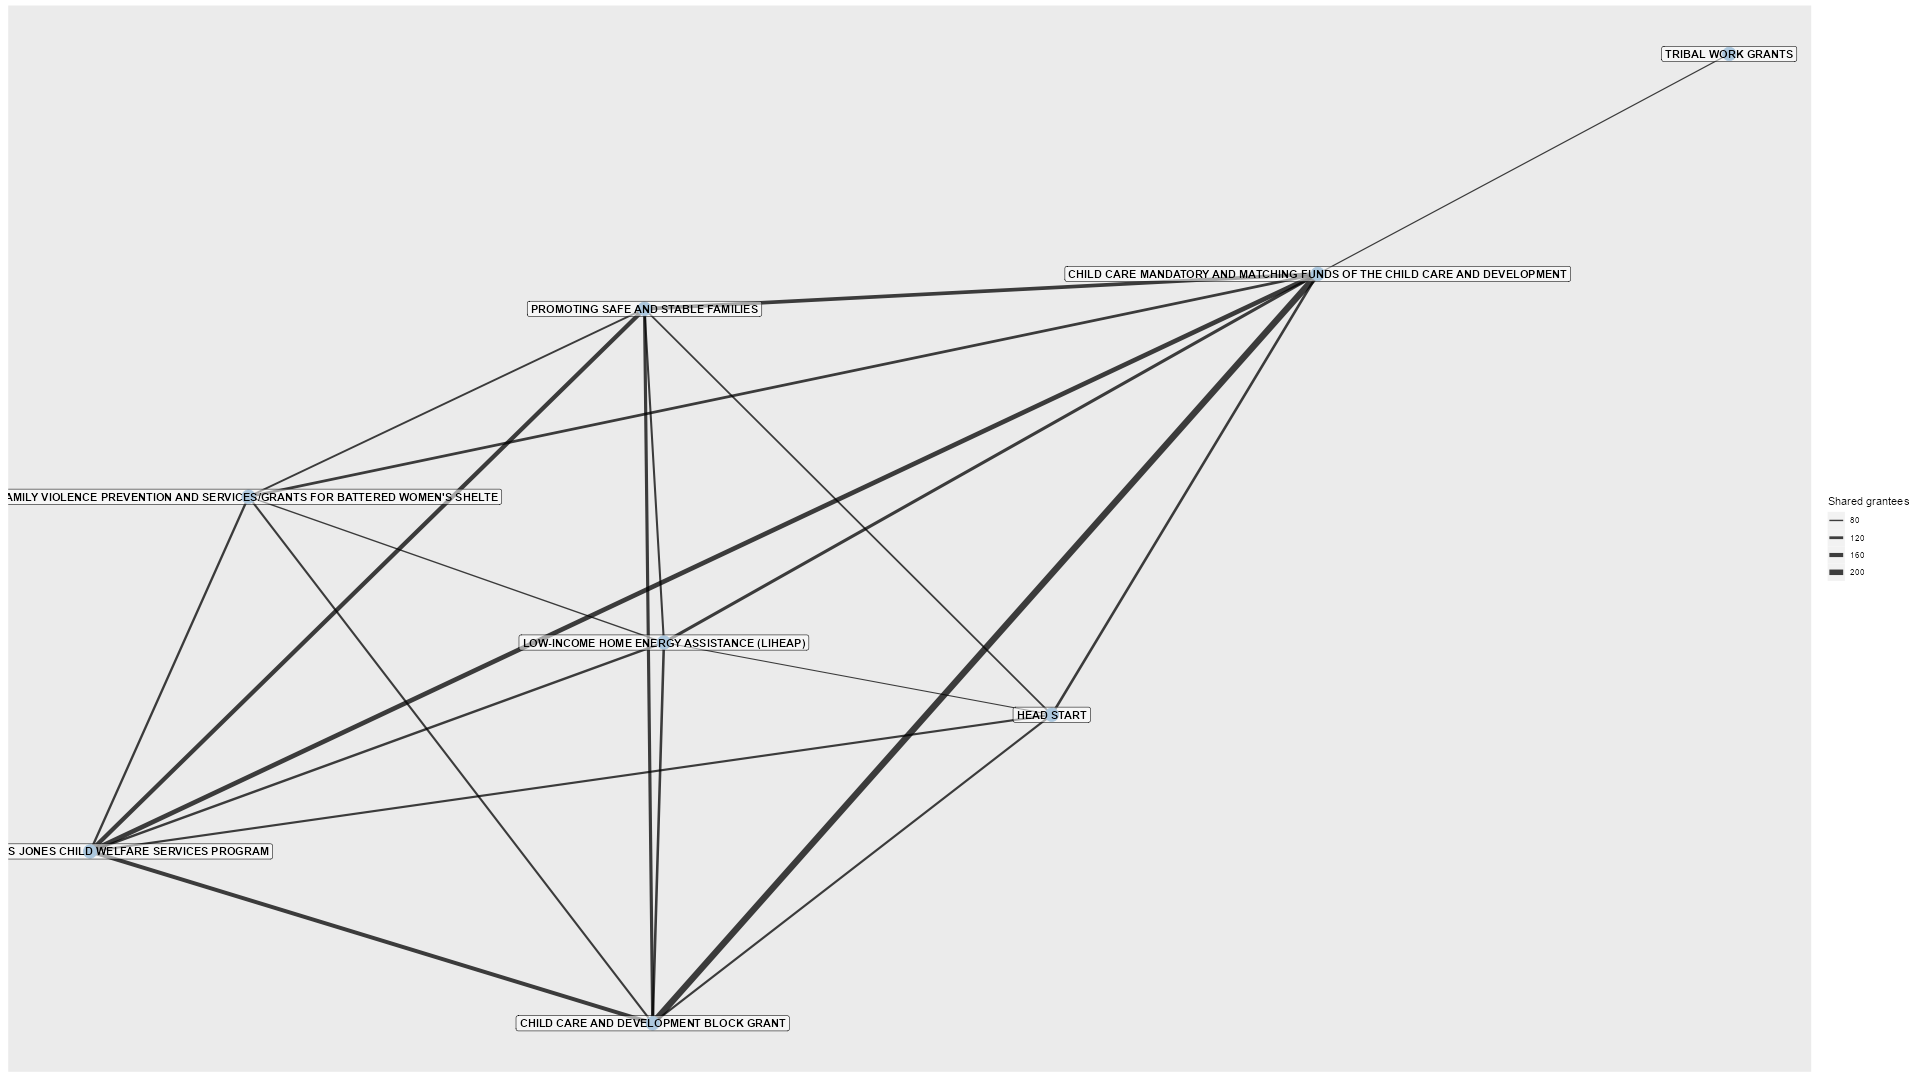 TRIBAL WORK GRANTS
CHILD CARE MANDATORY AND MATCHING FUNDS OF THE CHILD CARE AND DEVELOPMENT
PROMOTING SAFE AND STABLE FAMILIES
AMILY VIOLENCE PREVENTION AND SERVICES/GRANTS FOR BATTERED WOMEN'S SHELTE
Shared grantees
80
120
160
200
LOW-INCOME HOME ENERGY ASSISTANCE (LIHEAP)
HEAD START
S JONES CHILD WELFARE SERVICES PROGRAM
CHILD CARE AND DEVELOPMENT BLOCK GRANT